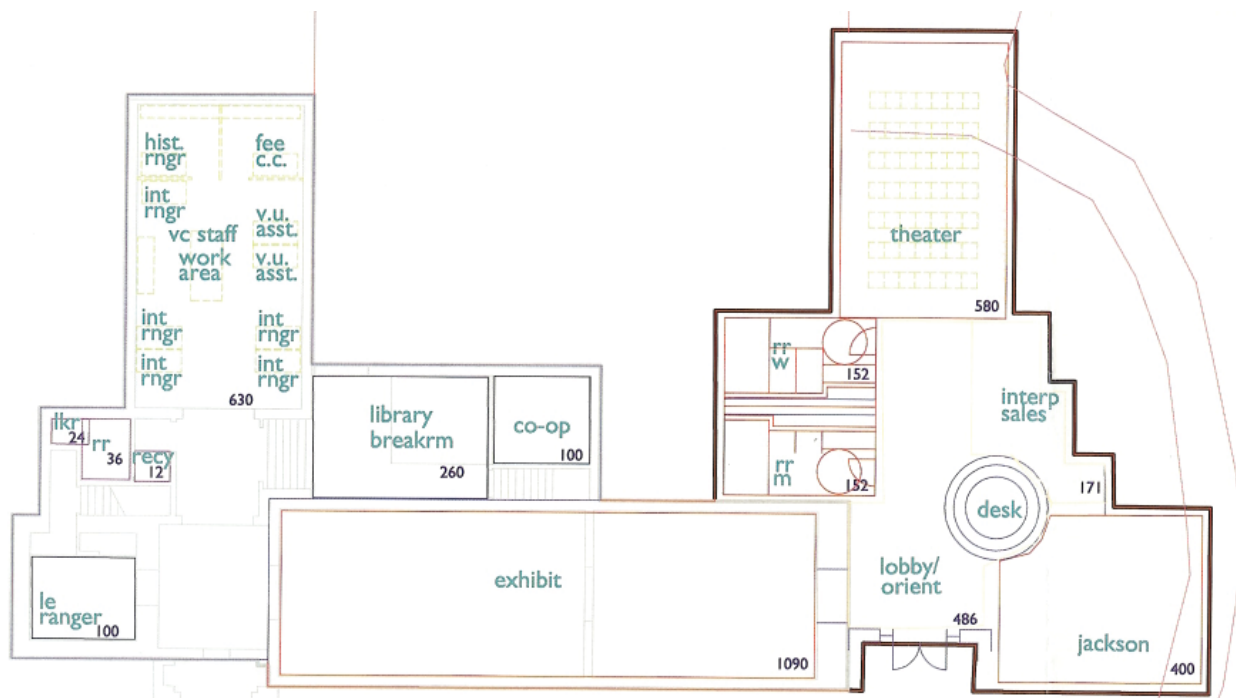 hist.
rngr
fee
c.c.
int
rngr
v.u.
asst.
vc staff
work
area
v.u.
asst.
int
rngr
int
rngr
int
rngr
int
rngr
630
theater
580
rr
w
152
interp
sales
lkr
24
rr
36
recy
12
library
breakrm
260
co-op
100
rr
m
152
171
desk
exhibit
1090
lobby/
orient
486
le
ranger
100
jackson
400